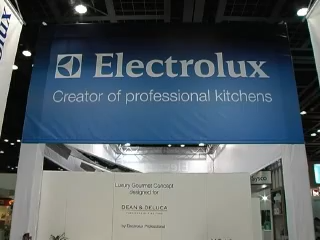 Electrolux
Creator of professional kitchens
Luxury Gourmet Concept
designed for
DEAN & DELUCA
by Electrolux Professional